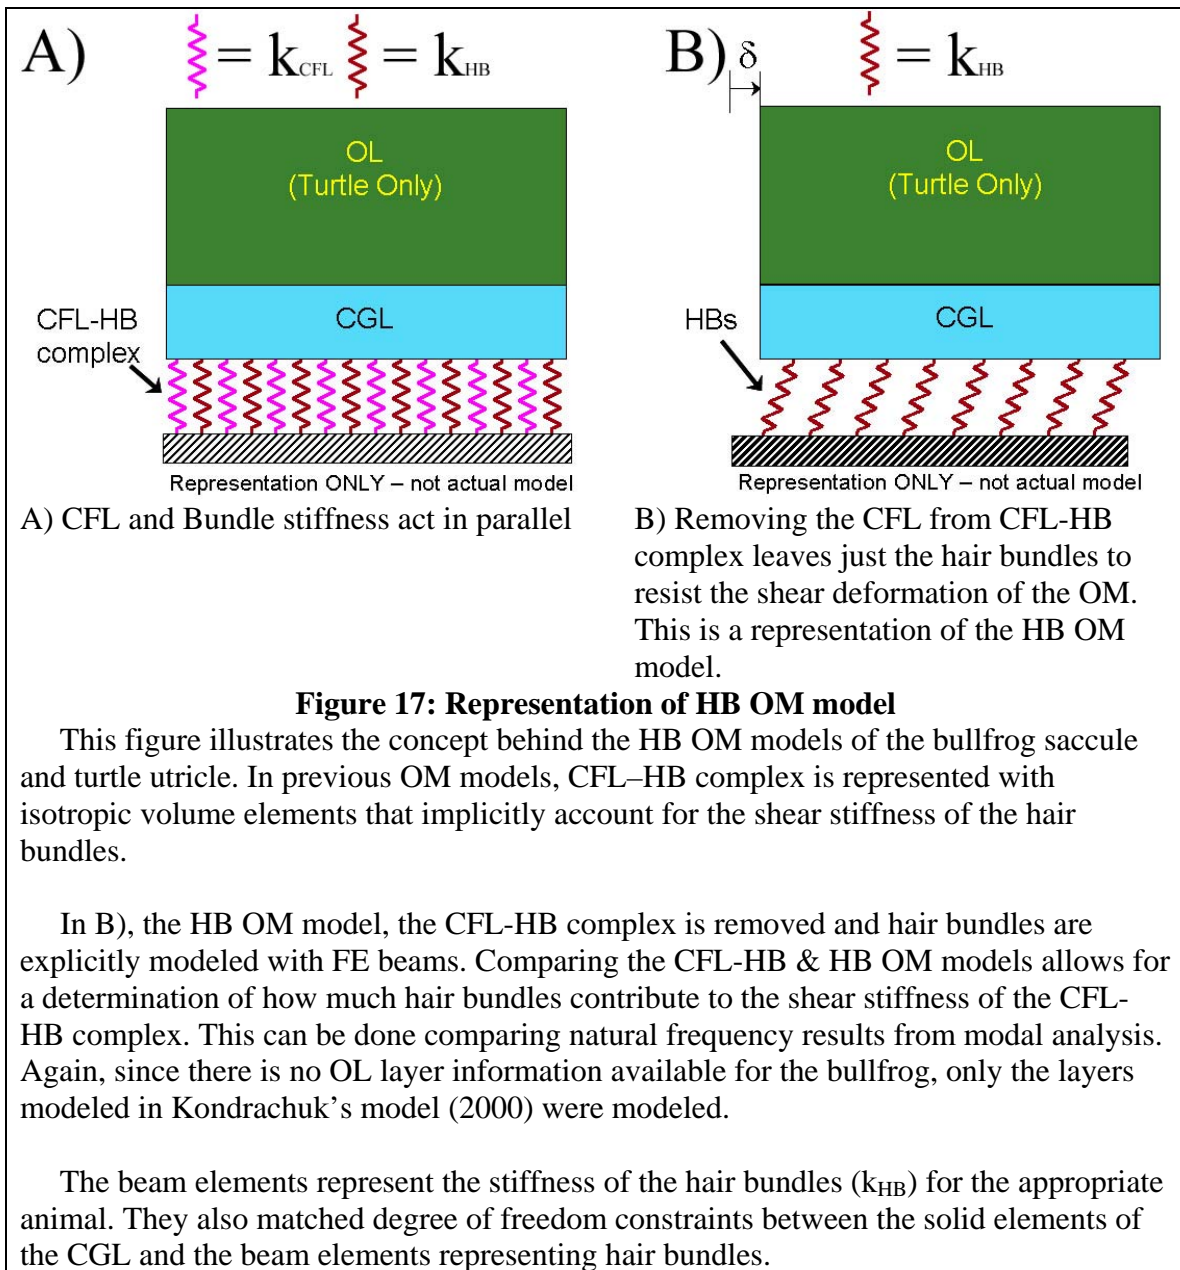 A)
= kCFL
= kHB
OL
(Turtle Only)
CGL
CFL-HB
complex
Representation ONLY – not actual model
A) CFL and Bundle stiffness act in parallel
B)
δ
= kHB
OL
(Turtle Only)
CGL
HBs
Representation ONLY – not actual model
B) Removing the CFL from CFL-HB
complex leaves just the hair bundles to
resist the shear deformation of the OM.
This is a representation of the HB OM
model.
Figure 17: Representation of HB OM model
This figure illustrates the concept behind the HB OM models of the bullfrog saccule
and turtle utricle. In previous OM models, CFL–HB complex is represented with
isotropic volume elements that implicitly account for the shear stiffness of the hair
bundles.
In B), the HB OM model, the CFL-HB complex is removed and hair bundles are
explicitly modeled with FE beams. Comparing the CFL-HB & HB OM models allows for
a determination of how much hair bundles contribute to the shear stiffness of the CFL-
HB complex. This can be done comparing natural frequency results from modal analysis.
Again, since there is no OL layer information available for the bullfrog, only the layers
modeled in Kondrachuk’s model (2000) were modeled.
The beam elements represent the stiffness of the hair bundles (kHB) for the appropriate
animal. They also matched degree of freedom constraints between the solid elements of
the CGL and the beam elements representing hair bundles.